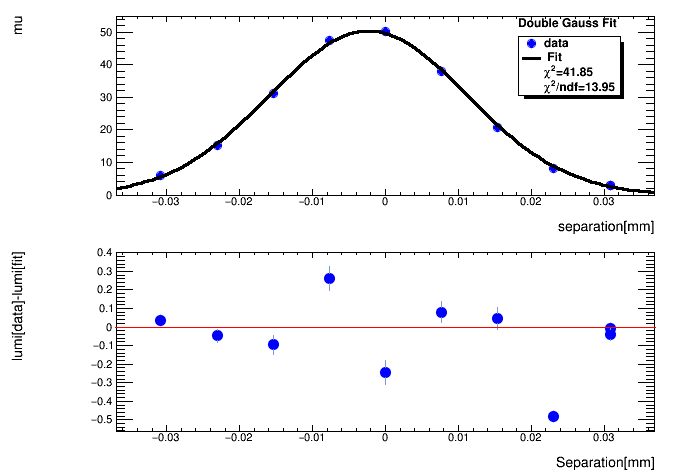 mu
Double Gauss Fit
data
Fit
χ²=41.85
χ²/ndf=13.95
50
40
30
20
10
0
−0.03 −0.02 −0.01 0 0.01 0.02 0.03
separation[mm]
lumi[data]-lumi[fit]
0.4
0.3
0.2
0.1
0
−0.1
−0.2
−0.3
−0.4
−0.5
−0.03 −0.02 −0.01 0 0.01 0.02 0.03
Separation[mm]